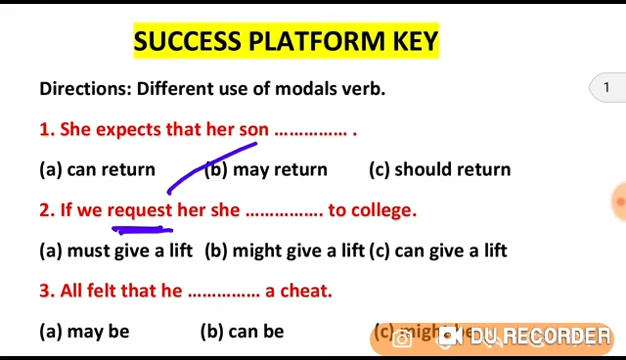 SUCCESS PLATFORM KEY
Directions: Different use of modals verb.
1
1. She expects that her son …………… .
(a) can return (b) may return (c) should return
2. If we request her she ……………. to college.
(a) must give a lift (b) might give a lift (c) can give a lift
3. All felt that he ………….. a cheat.
(a) may be (b) can be (c) might be
DU RECORDER